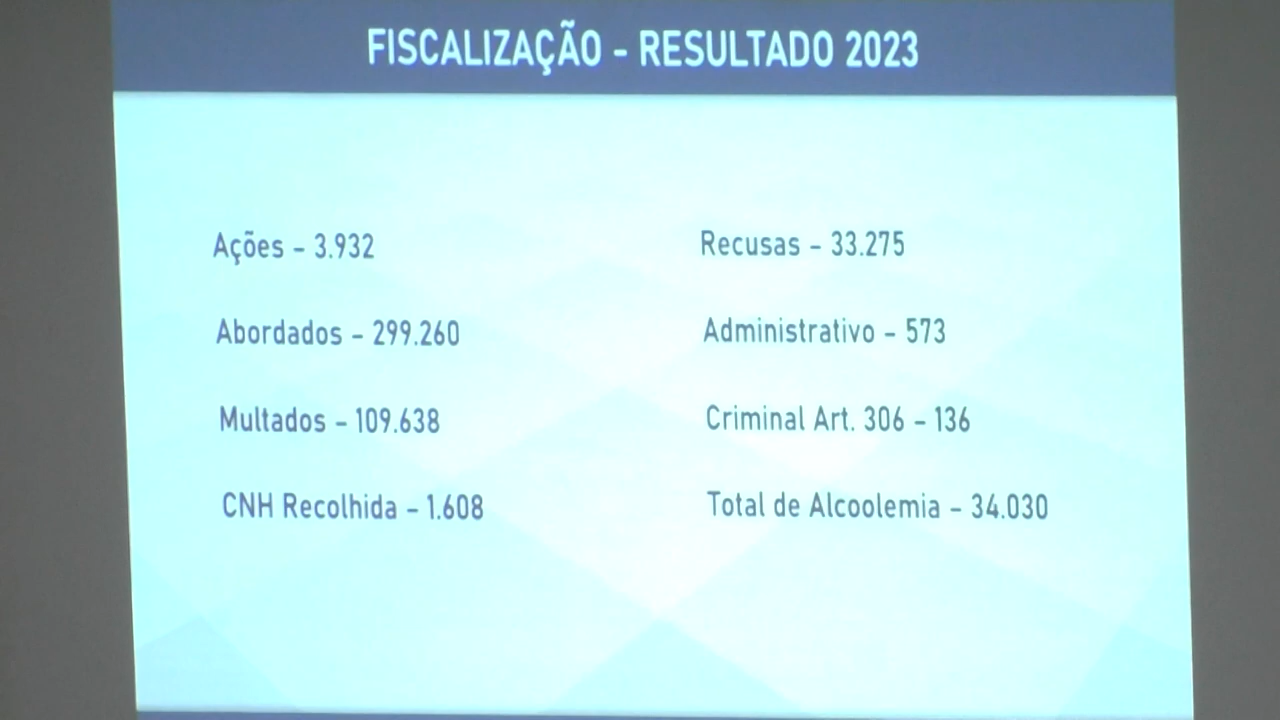 FISCALIZAÇÃO - RESULTADO 2023
Ações – 3.932
Abordados – 299.260
Multados – 109.638
CNH Recolhida – 1.608
Recusas – 33.275
Administrativo – 573
Criminal Art. 306 – 136
Total de Alcoolemia – 34.030